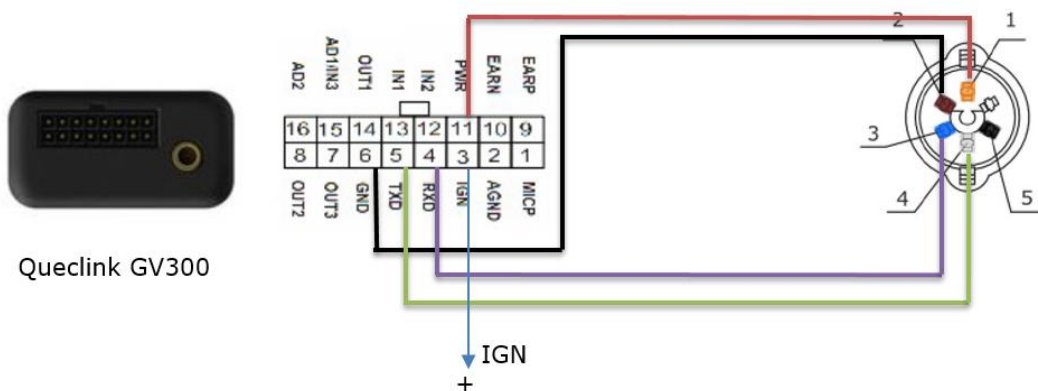 AD2 AD1/IN3 OUT1 IN1 IN2 PWR EARN EARP
16 15 14 13 12 11 10 9
8 7 6 5 4 3 2 1
OUT2 OUT3 GND TXD RXD IGN AGND MICP
2 1
3
4 5
Queclink GV300
IGN
+